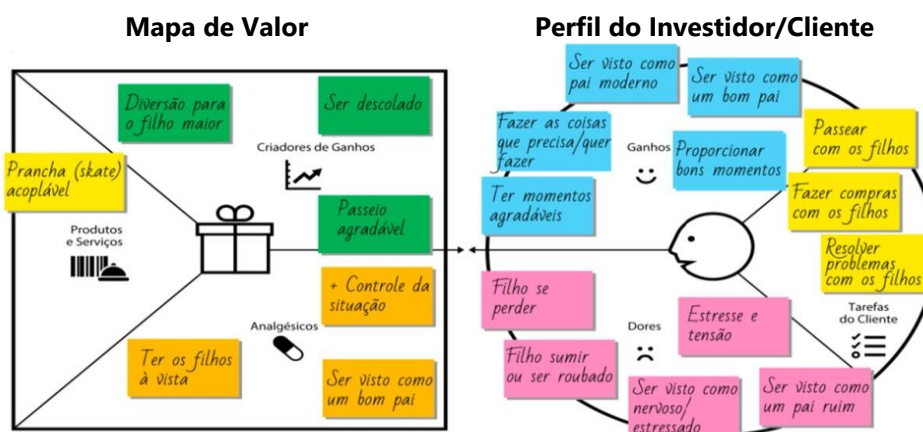 Mapa de Valor
Diversão para
o filho maior
Ser descolado
Criadores de Ganhos
Prancha (skate)
acoplável
Passeio
agradável
Produtos
e Serviços
+ Controle da
situação
Analgésicos
Ter os filhos
à vista
Ser visto como
um bom pai
Perfil do Investidor/Cliente
Ser visto como
pai moderno
Ser visto como
um bom pai
Fazer as coisas
que precisa/quer
fazer
Ganhos
Proporcionar
bons momentos
Ter momentos
agradáveis
Passear
com os filhos
Fazer compras
com os filhos
Resolver
problemas
com os filhos
Tarefas
do Cliente
Filho se
perder
Estresse e
tensão
Dores
Filho sumir
ou ser roubado
Ser visto como
nervoso/
estressado
Ser visto como
um pai ruim